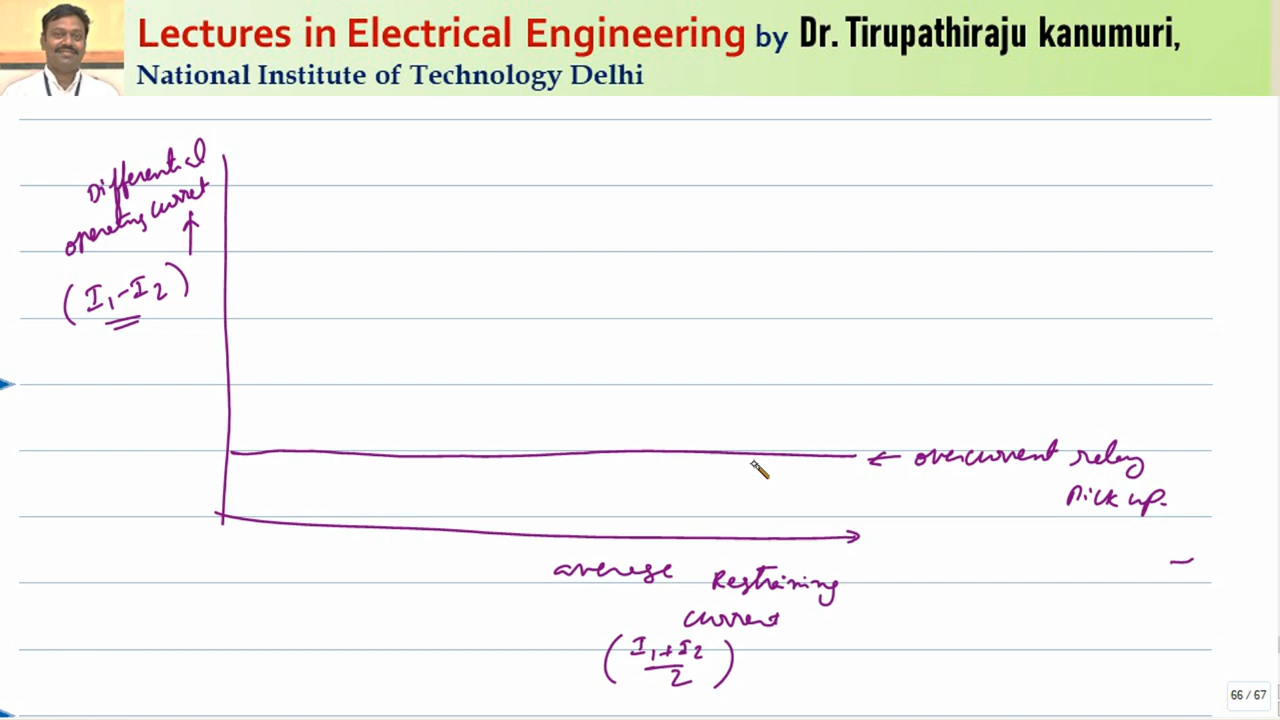 Lectures in Electrical Engineering by Dr. Tirupathiraju kanumuri,
National Institute of Technology Delhi
Differential
operating curret
(I₁-I₂)
← overcurrent relay
Pick up.
average Restraining
current
(I₁+I₂
2)
66 / 67